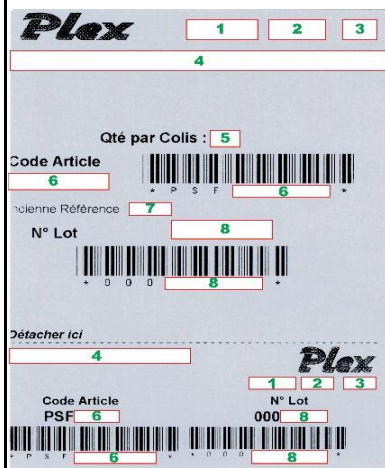 Plex 1 2 3
4
Qté par Colis : 5
Code Article
6
* P S F 6 *
ncienne Référence 7
N° Lot 8
* 0 0 0 8 *
Détacher ici
4
Plex
1 2 3
Code Article N° Lot
PSF 6 000 8
* P S F 6 * * 0 0 0 8 *